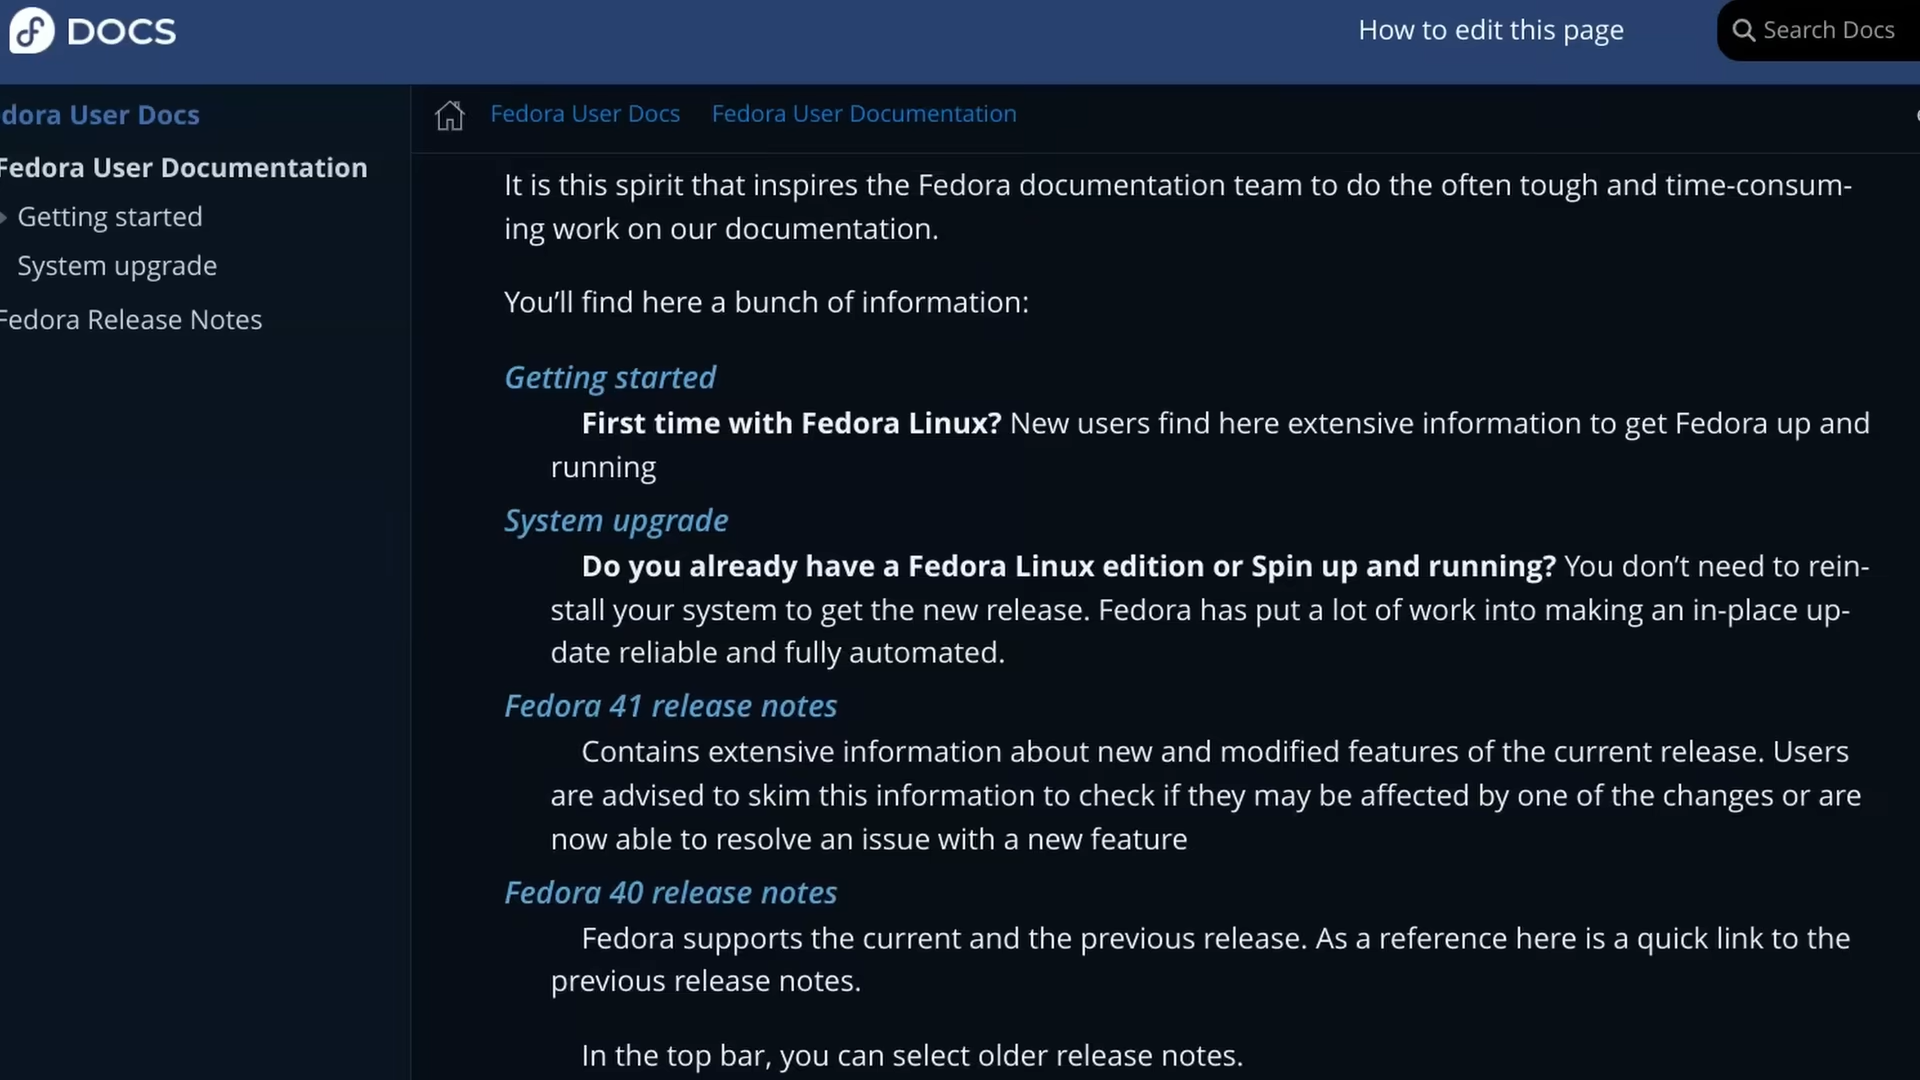 DOCS
How to edit this page
Search Docs
dora User Docs
Fedora User Documentation
Getting started
System upgrade
Fedora Release Notes
Fedora User Docs
Fedora User Documentation
It is this spirit that inspires the Fedora documentation team to do the often tough and time-consum-
ing work on our documentation.
You’ll find here a bunch of information:
Getting started
First time with Fedora Linux? New users find here extensive information to get Fedora up and
running
System upgrade
Do you already have a Fedora Linux edition or Spin up and running? You don’t need to rein-
stall your system to get the new release. Fedora has put a lot of work into making an in-place up-
date reliable and fully automated.
Fedora 41 release notes
Contains extensive information about new and modified features of the current release. Users
are advised to skim this information to check if they may be affected by one of the changes or are
now able to resolve an issue with a new feature
Fedora 40 release notes
Fedora supports the current and the previous release. As a reference here is a quick link to the
previous release notes.
In the top bar, you can select older release notes.